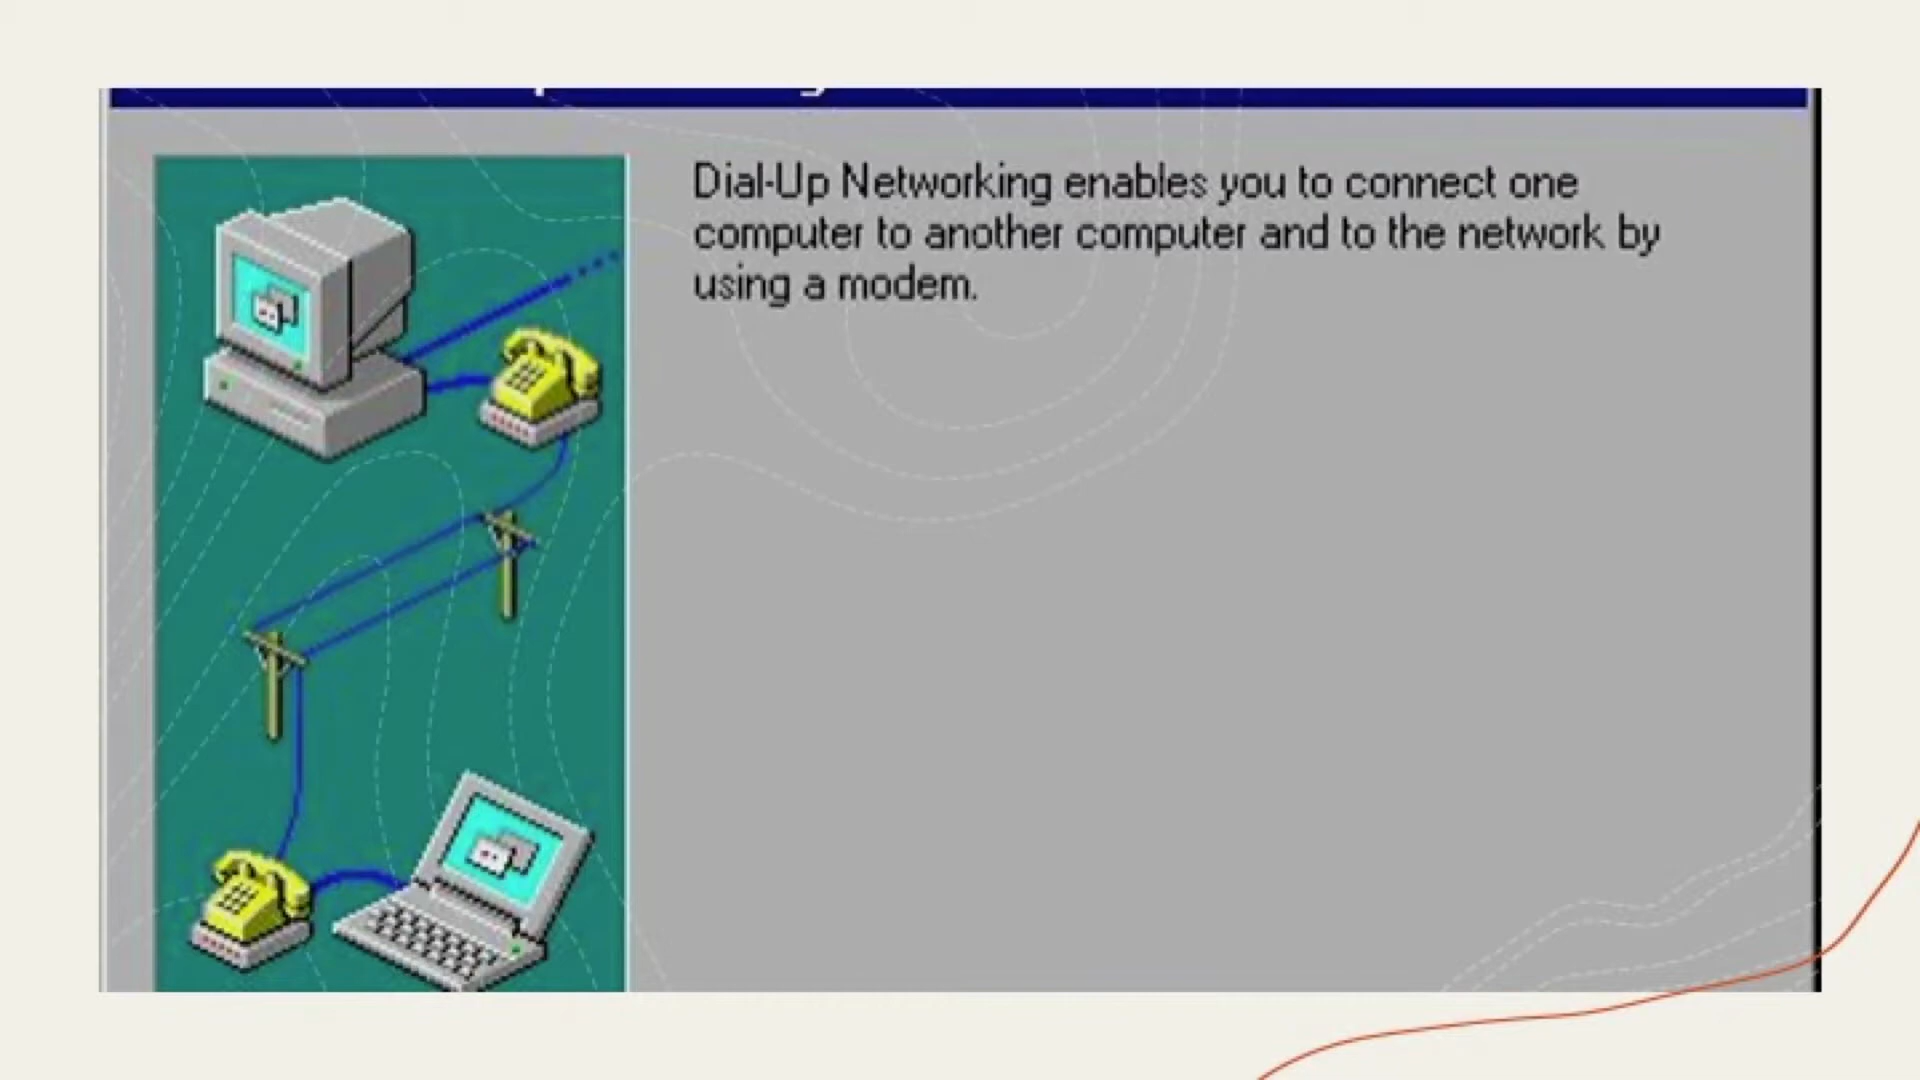 Dial-Up Networking enables you to connect one
computer to another computer and to the network by
using a modem.